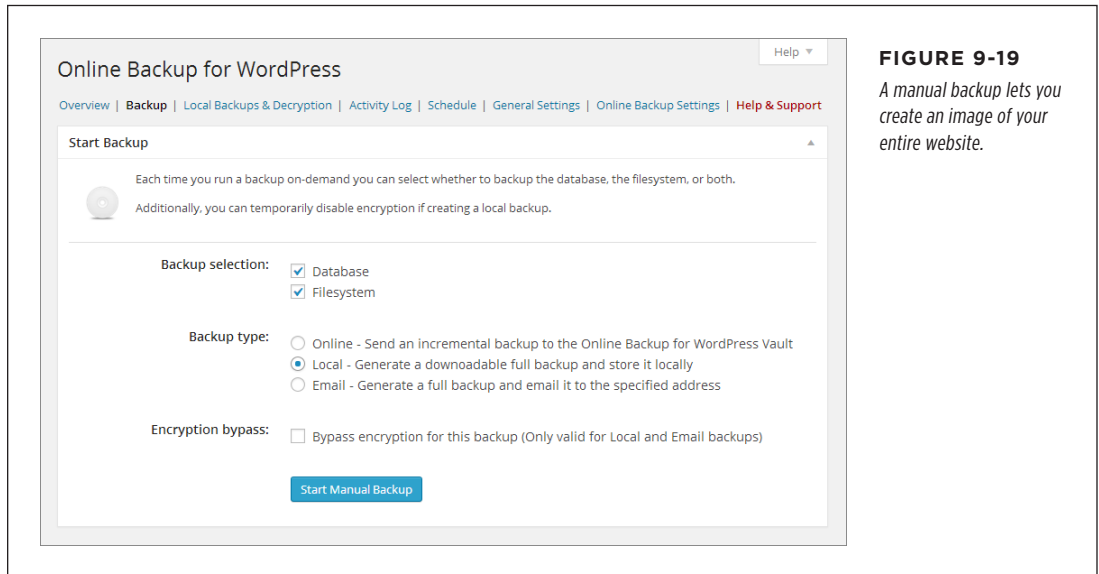 Help
Online Backup for WordPress
Overview | Backup | Local Backups & Decryption | Activity Log | Schedule | General Settings | Online Backup Settings | Help & Support
Start Backup
Each time you run a backup on-demand you can select whether to backup the database, the filesystem, or both.
Additionally, you can temporarily disable encryption if creating a local backup.
Backup selection:
Database
Filesystem
Backup type:
Online - Send an incremental backup to the Online Backup for WordPress Vault
Local - Generate a downoadable full backup and store it locally
Email - Generate a full backup and email it to the specified address
Encryption bypass:
Bypass encryption for this backup (Only valid for Local and Email backups)
Start Manual Backup
FIGURE 9-19
A manual backup lets you
create an image of your
entire website.